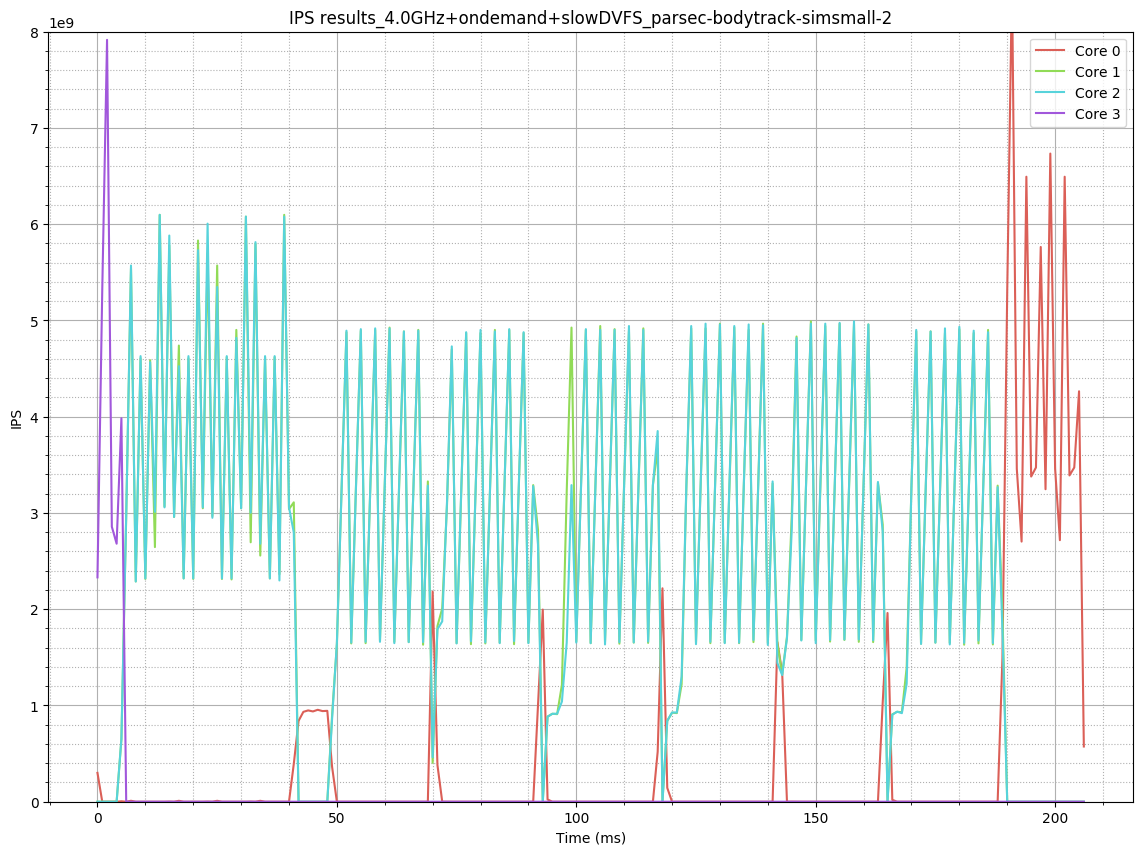 IPS results_4.0GHz+ondemand+slowDVFS_parsec-bodytrack-simsmall-2
1e9
8
7
6
5
4
3
2
1
0
IPS
0
50
100
150
200
Time (ms)
Core 0
Core 1
Core 2
Core 3